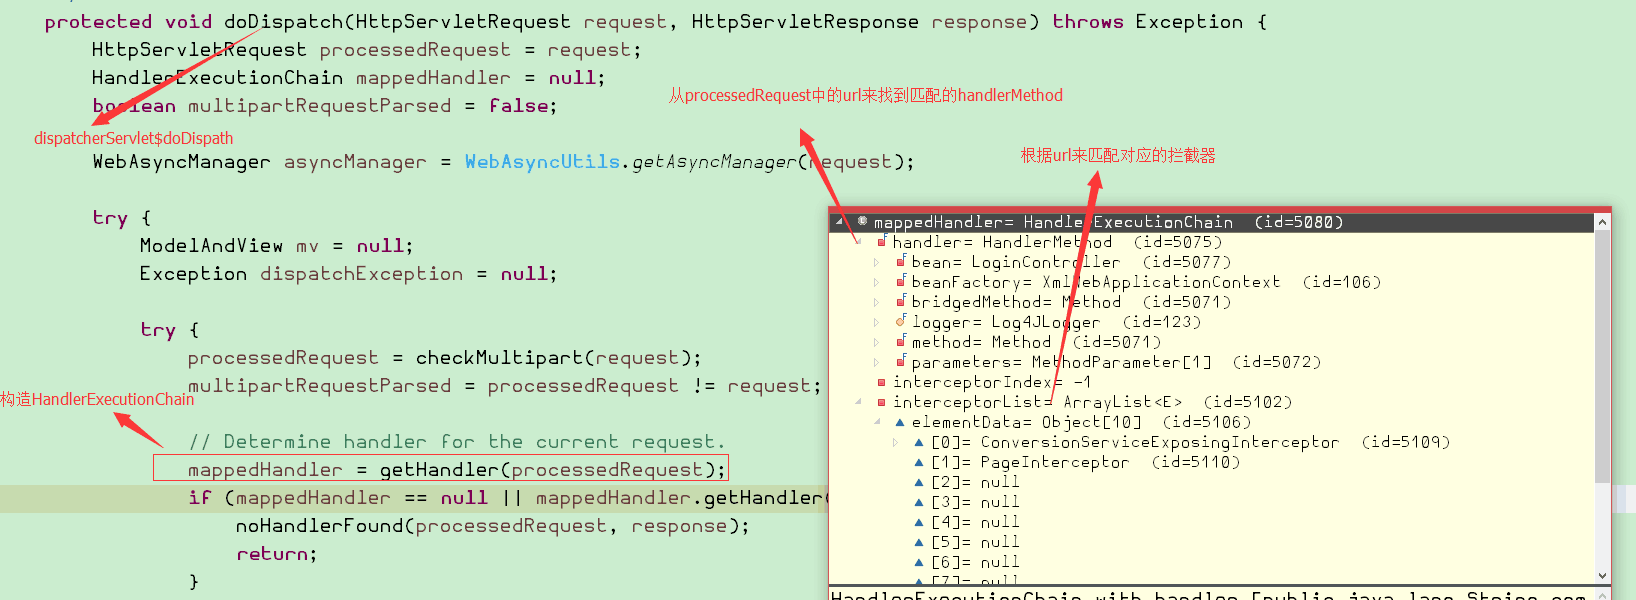 protected void doDispatch(HttpServletRequest request, HttpServletResponse response) throws Exception {
HttpServletRequest processedRequest = request;
HandlerExecutionChain mappedHandler = null;
boolean multipartRequestParsed = false;
从processedRequest中的url来找到匹配的handlerMethod
dispatcherServlet$doDispath
WebAsyncManager asyncManager = WebAsyncUtils.getAsyncManager(request);
根据url来匹配对应的拦截器
try {
ModelAndView mv = null;
Exception dispatchException = null;
try {
processedRequest = checkMultipart(request);
multipartRequestParsed = processedRequest != request;
构造HandlerExecutionChain
// Determine handler for the current request.
mappedHandler = getHandler(processedRequest);
if (mappedHandler == null || mappedHandler.getHandler(
noHandlerFound(processedRequest, response);
return;
}
mappedHandler= HandlerExecutionChain (id=5080)
handler= HandlerMethod (id=5075)
bean= LoginController (id=5077)
beanFactory= XmlWebApplicationContext (id=106)
bridgedMethod= Method (id=5071)
logger= Log4JLogger (id=123)
method= Method (id=5071)
parameters= MethodParameter[1] (id=5072)
interceptorIndex= -1
interceptorList= ArrayList<E> (id=5102)
elementData= Object[10] (id=5106)
[0]= ConversionServiceExposingInterceptor (id=5109)
[1]= PageInterceptor (id=5110)
[2]= null
[3]= null
[4]= null
[5]= null
[6]= null
[7]= null
HandlerExecutionChain with handler [public java.lang.String com